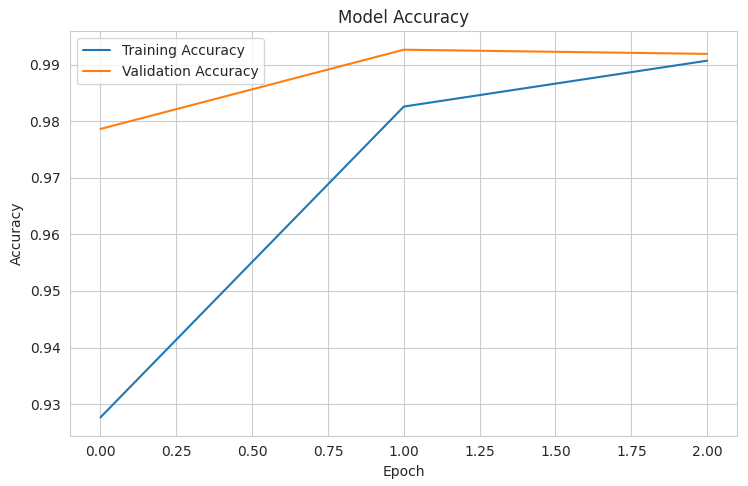 Model Accuracy
Training Accuracy
Validation Accuracy
0.99
0.98
0.97
0.96
0.95
0.94
0.93
Accuracy
0.00 0.25 0.50 0.75 1.00 1.25 1.50 1.75 2.00
Epoch